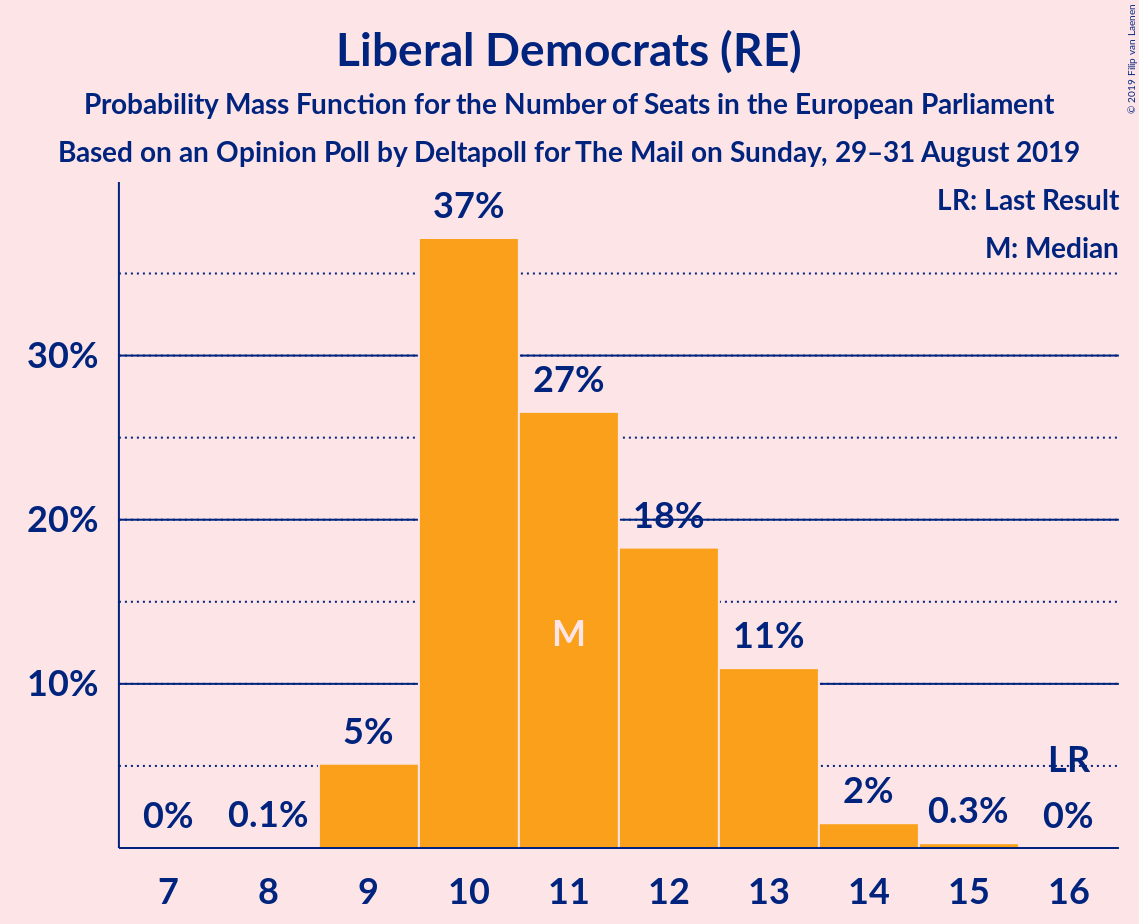 Liberal Democrats (RE)
Probability Mass Function for the Number of Seats in the European Parliament
Based on an Opinion Poll by Deltapoll for The Mail on Sunday, 29–31 August 2019
© 2019 Filip van Laenen
LR: Last Result
M: Median
37%
30%
27%
20%
18%
M
11%
10%
5%
LR
2%
0%
0.1%
0.3%
0%
7 8 9 10 11 12 13 14 15 16